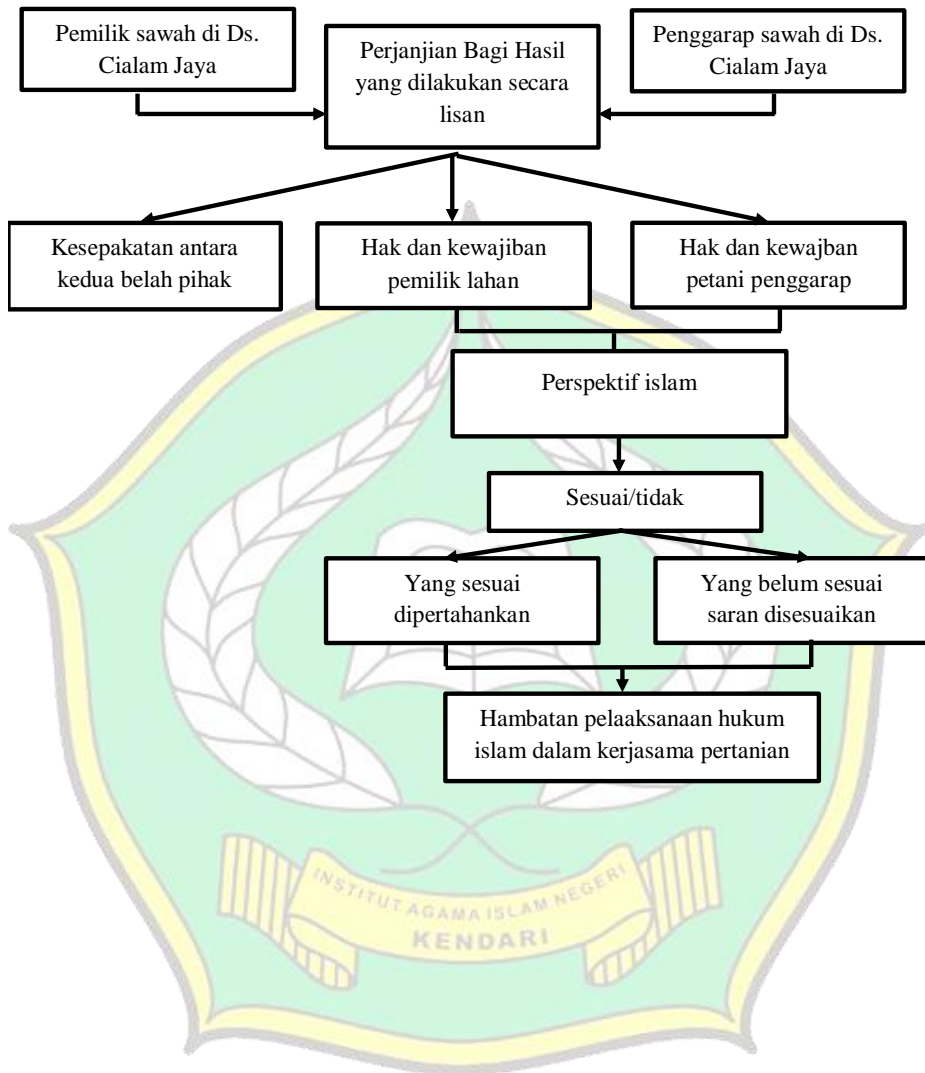 Pemilik sawah di Ds.
Cialam Jaya
Perjanjian Bagi Hasil
yang dilakukan secara
lisan
Penggarap sawah di Ds.
Cialam Jaya
Kesepakatan antara
kedua belah pihak
Hak dan kewajiban
pemilik lahan
Hak dan kewajban
petani penggarap
Perspektif islam
Sesuai/tidak
Yang sesuai
dipertahankan
Yang belum sesuai
saran disesuaikan
Hambatan pelaaksanaan hukum
islam dalam kerjasama pertanian
INSTITUT AGAMA ISLAM NEGERI
KENDARI